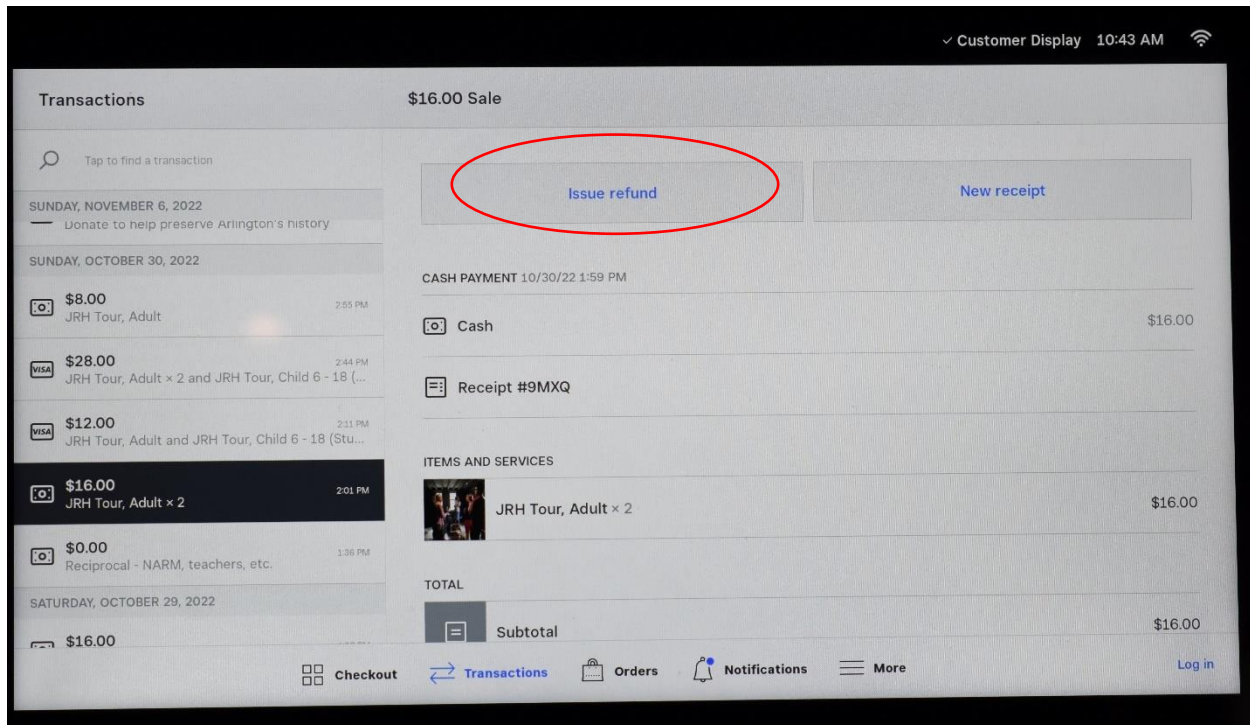 Customer Display 10:43 AM
Transactions
$16.00 Sale
Tap to find a transaction
Issue refund
New receipt
SUNDAY, NOVEMBER 6, 2022
Donate to help preserve Arlington's history
SUNDAY, OCTOBER 30, 2022
$8.00
2:55 PM
JRH Tour, Adult
VISA
$28.00
2:44 PM
JRH Tour, Adult × 2 and JRH Tour, Child 6 - 18 (...
VISA
$12.00
2:11 PM
JRH Tour, Adult and JRH Tour, Child 6 - 18 (Stu...
$16.00
2:01 PM
JRH Tour, Adult × 2
$0.00
1:36 PM
Reciprocal - NARM, teachers, etc.
SATURDAY, OCTOBER 29, 2022
$16.00
CASH PAYMENT 10/30/22 1:59 PM
Cash
$16.00
Receipt #9MXQ
ITEMS AND SERVICES
JRH Tour, Adult × 2
$16.00
TOTAL
Subtotal
$16.00
Checkout
Transactions
Orders
Notifications
More
Log in